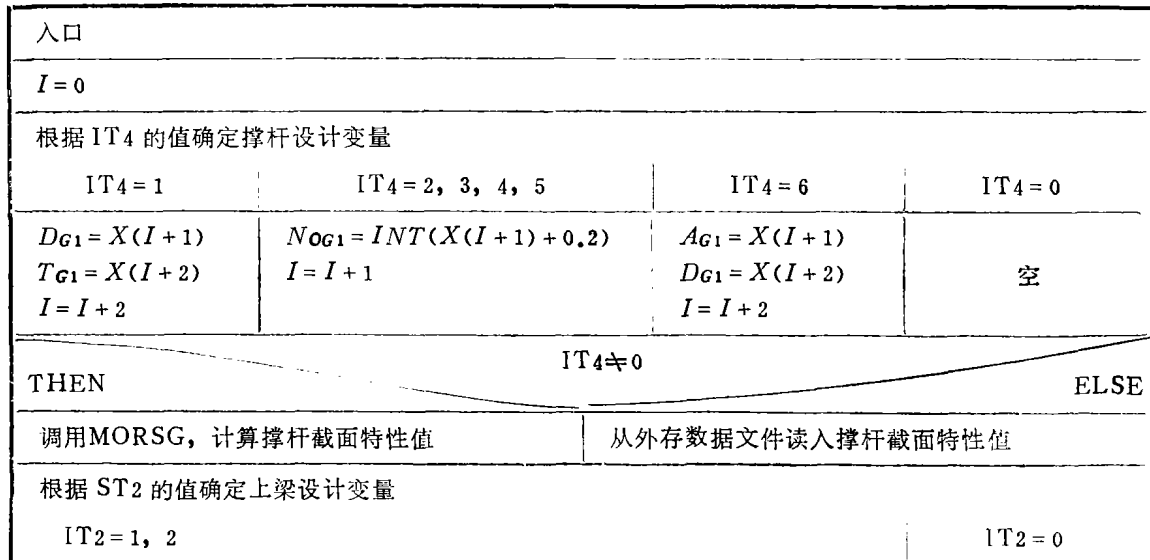 入口
I = 0
根据 IT4 的值确定撑杆设计变量
IT4 = 1 IT4 = 2, 3, 4, 5 IT4 = 6 IT4 = 0
DG1 = X(I + 1) NOG1 = INT(X(I + 1) + 0.2) AG1 = X(I + 1)
TG1 = X(I + 2) I = I + 1 DG1 = X(I + 2) 空
I = I + 2 I = I + 2
IT4≠0
THEN ELSE
调用MORSG，计算撑杆截面特性值 从外存数据文件读入撑杆截面特性值
根据 ST2 的值确定上梁设计变量
IT2 = 1, 2 IT2 = 0